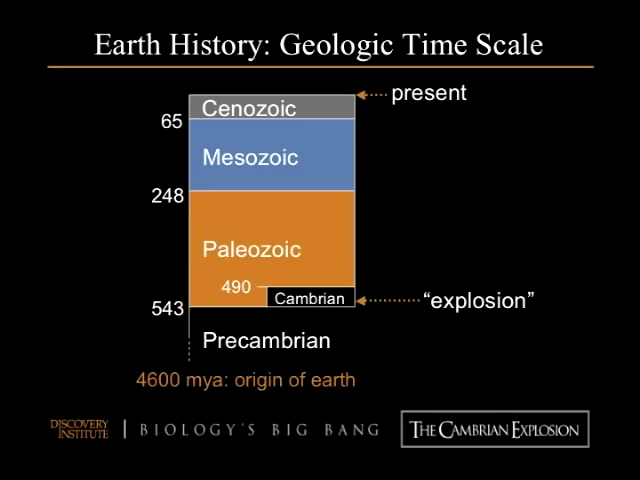 Earth History: Geologic Time Scale
present
Cenozoic
65
Mesozoic
248
Paleozoic
490
Cambrian
"explosion"
543
Precambrian
4600 mya: origin of earth
DISCOVERY
INSTITUTE
BIOLOGY'S BIG BANG
THE CAMBRIAN EXPLOSION